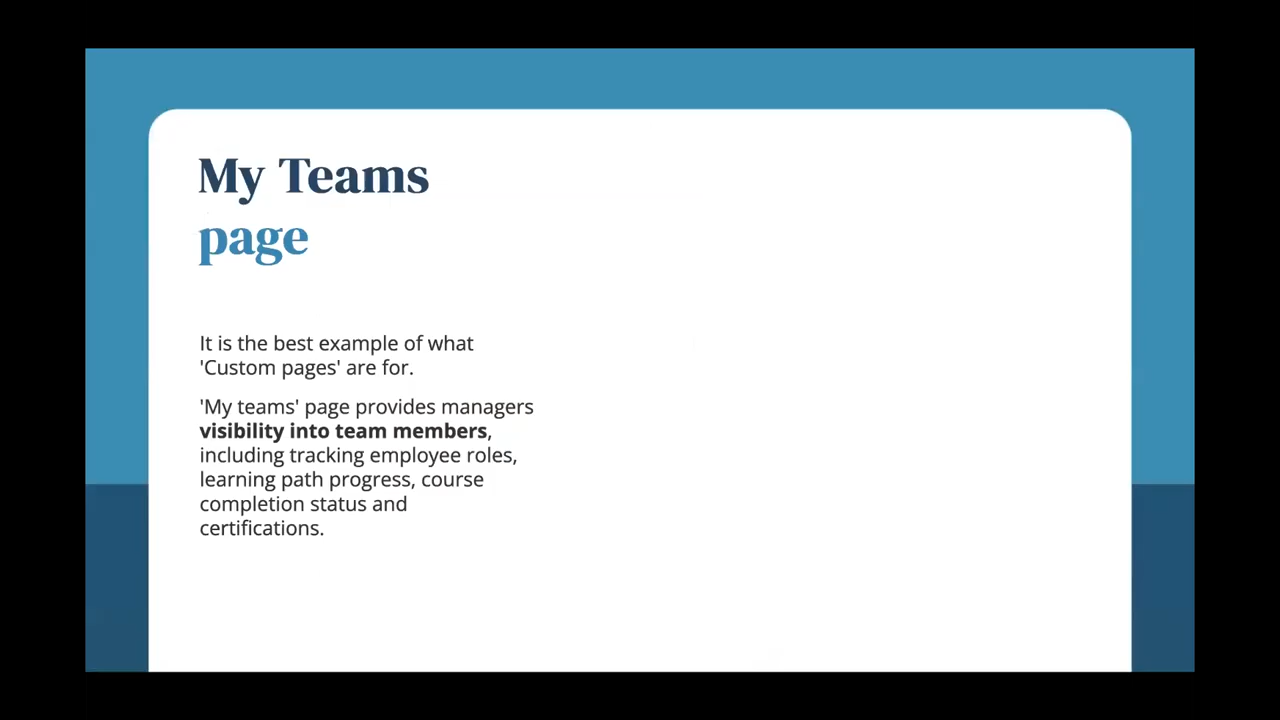 My Teams
page
It is the best example of what
'Custom pages' are for.
'My teams' page provides managers
visibility into team members,
including tracking employee roles,
learning path progress, course
completion status and
certifications.